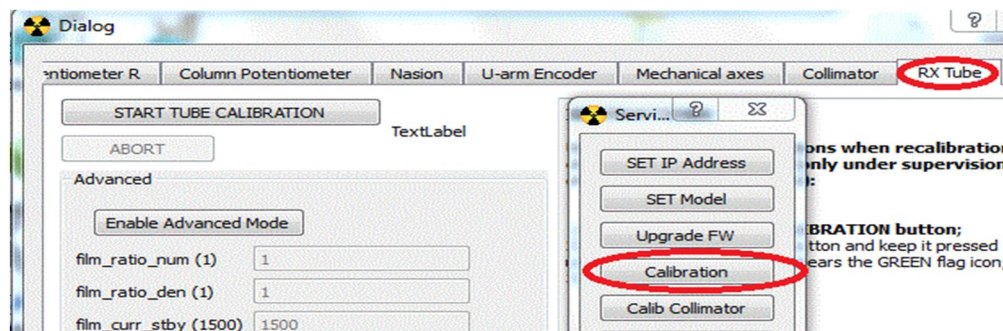 Dialog
entiometer R Column Potentiometer Nasion U-arm Encoder Mechanical axes Collimator RX Tube
START TUBE CALIBRATION
TextLabel
ABORT
Advanced
Enable Advanced Mode
film_ratio_num (1) 1
film_ratio_den (1) 1
film_curr_stby (1500) 1500
Servi...
SET IP Address
SET Model
Upgrade FW
Calibration
Calib Collimator
ons when recalibration
only under supervision
):
BRATION button;
tton and keep it pressed
ears the GREEN flag icon,